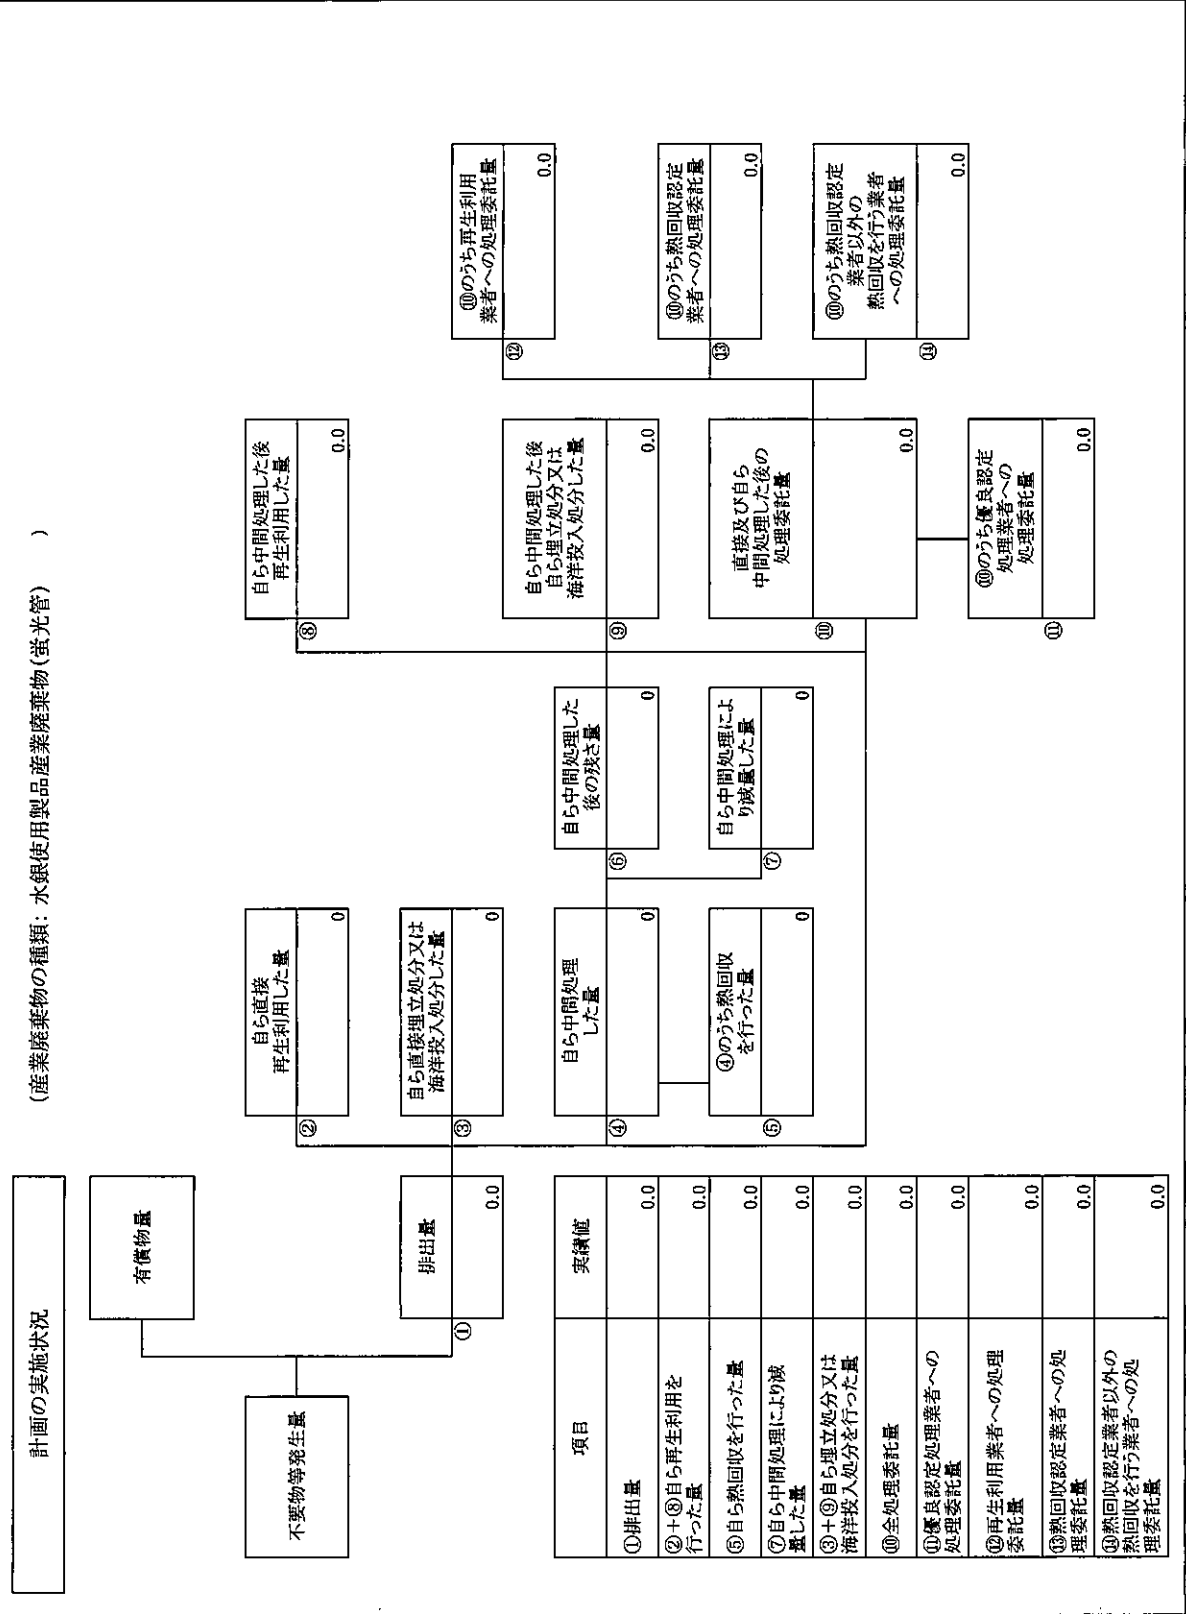 計画の実施状況
(産業廃棄物の種類: 水銀使用製品産業廃棄物(蛍光管) )
不要物等発生量
有償物量
①
排出量
0.0
②
自ら直接
再生利用した量
0
③
自ら直接埋立処分又は
海洋投入処分した量
0
④
自ら中間処理
した量
0
⑤
④のうち熱回収
を行った量
0
⑥
自ら中間処理した
後の残さ量
0
⑦
自ら中間処理によ
り減量した量
0
⑧
自ら中間処理した後
再生利用した量
0.0
⑨
自ら中間処理した後
自ら埋立処分又は
海洋投入処分した量
0.0
⑩
直接及び自ら
中間処理した後の
処理委託量
0.0
⑪
⑩のうち優良認定
処理業者への
処理委託量
0.0
⑫
⑩のうち再生利用
業者への処理委託量
0.0
⑬
⑩のうち熱回収認定
業者への処理委託量
0.0
⑭
⑩のうち熱回収認定
業者以外の
熱回収を行う業者
への処理委託量
0.0
項目 実績値
①排出量 0.0
②+⑧自ら再生利用を
行った量 0.0
⑤自ら熱回収を行った量 0.0
⑦自ら中間処理により減
量した量 0.0
③+⑨自ら埋立処分又は
海洋投入処分を行った量 0.0
⑩全処理委託量 0.0
⑪優良認定処理業者への
処理委託量 0.0
⑫再生利用業者への処理
委託量 0.0
⑬熱回収認定業者への処
理委託量 0.0
⑭熱回収認定業者以外の
熱回収を行う業者への処
理委託量 0.0